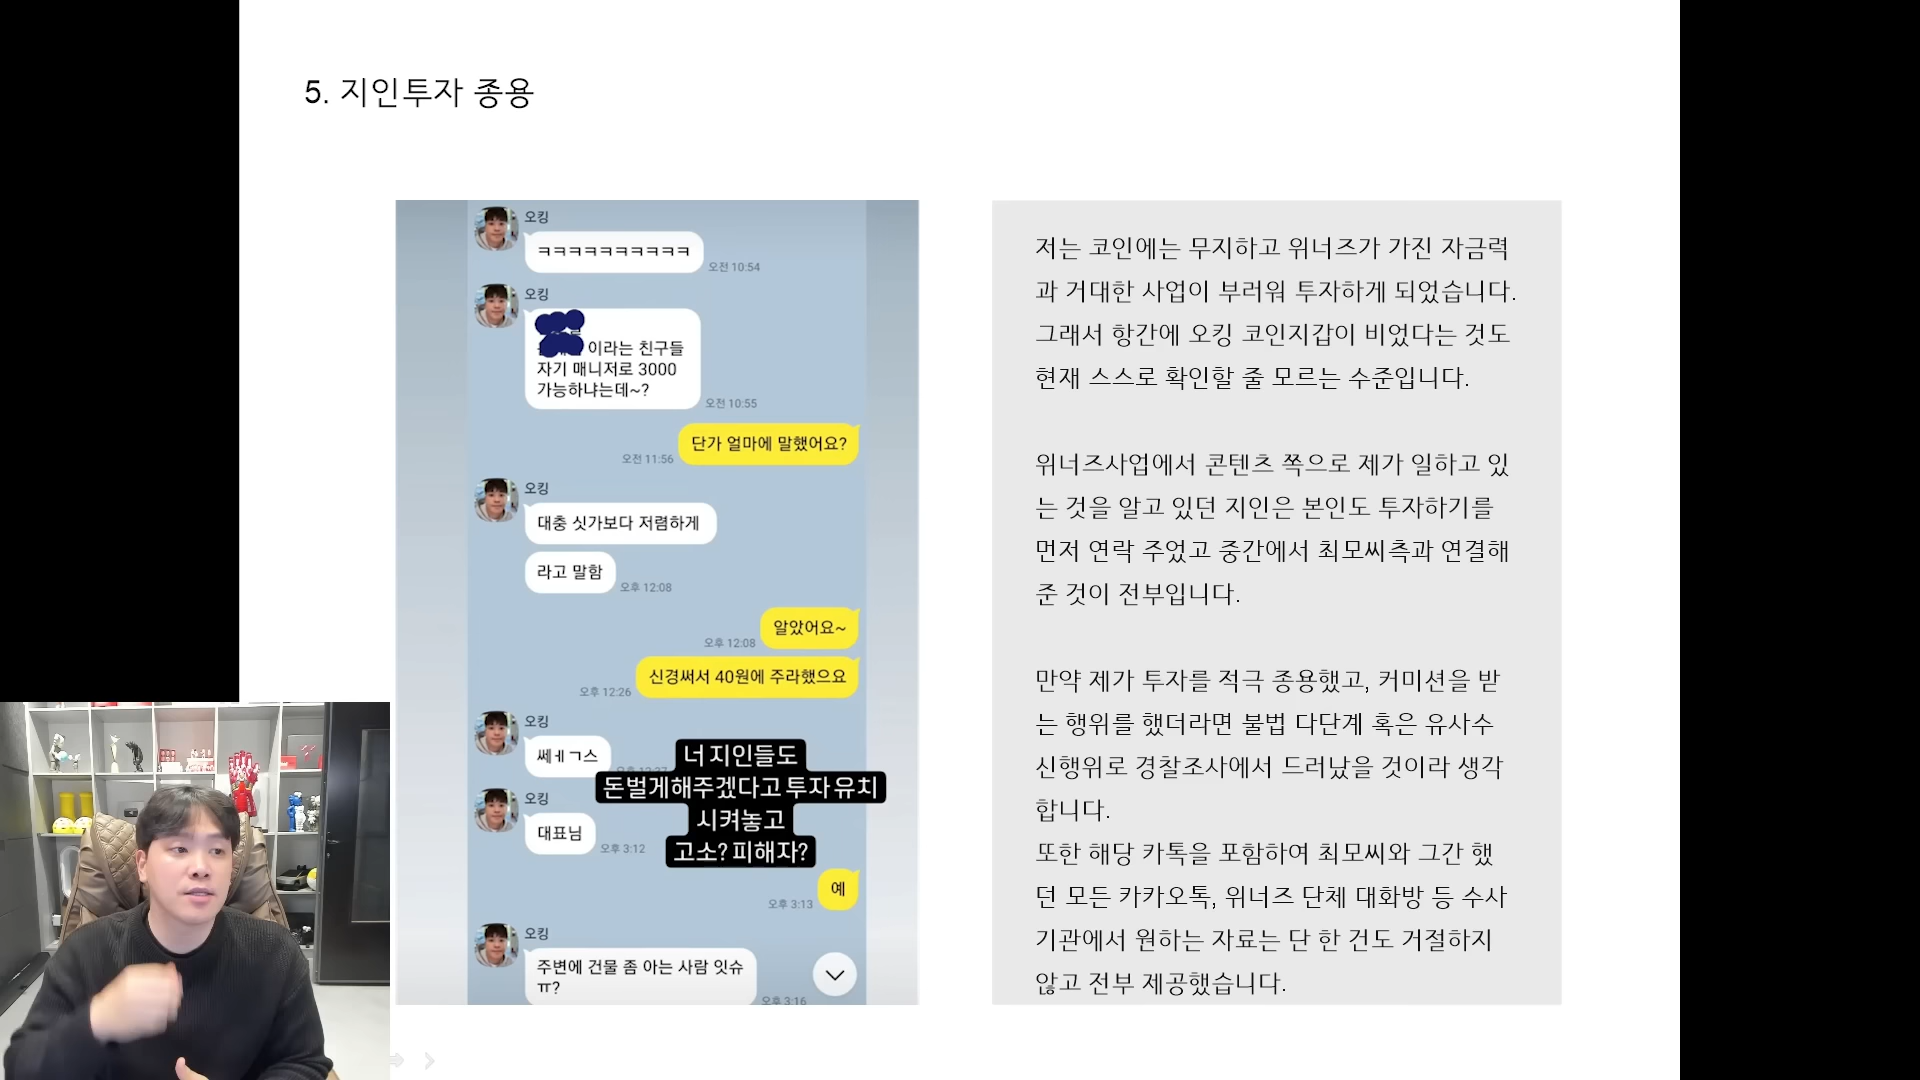 5. 지인투자 종용
오킹
ㅋㅋㅋㅋㅋㅋㅋㅋㅋㅋ
오전 10:54
오킹
이라는 친구들
자기 매니저로 3000
가능하냐는데~?
오전 10:55
단가 얼마에 말했어요?
오전 11:56
오킹
대충 싯가보다 저렴하게
라고 말함
오후 12:08
알았어요~
오후 12:08
신경써서 40원에 주라했으요
오후 12:26
오킹
쎄ㅔㄱ스
오킹
대표님
오후 3:12
너 지인들도
돈벌게해주겠다고 투자 유치
시켜놓고
고소? 피해자?
예
오후 3:13
오킹
주변에 건물 좀 아는 사람 잇슈
ㅠ?
오후 3:16
저는 코인에는 무지하고 위너즈가 가진 자금력
과 거대한 사업이 부러워 투자하게 되었습니다.
그래서 항간에 오킹 코인지갑이 비었다는 것도
현재 스스로 확인할 줄 모르는 수준입니다.
위너즈사업에서 콘텐츠 쪽으로 제가 일하고 있
는 것을 알고 있던 지인은 본인도 투자하기를
먼저 연락 주었고 중간에서 최모씨측과 연결해
준 것이 전부입니다.
만약 제가 투자를 적극 종용했고, 커미션을 받
는 행위를 했더라면 불법 다단계 혹은 유사수
신행위로 경찰조사에서 드러났을 것이라 생각
합니다.
또한 해당 카톡을 포함하여 최모씨와 그간 했
던 모든 카카오톡, 위너즈 단체 대화방 등 수사
기관에서 원하는 자료는 단 한 건도 거절하지
않고 전부 제공했습니다.